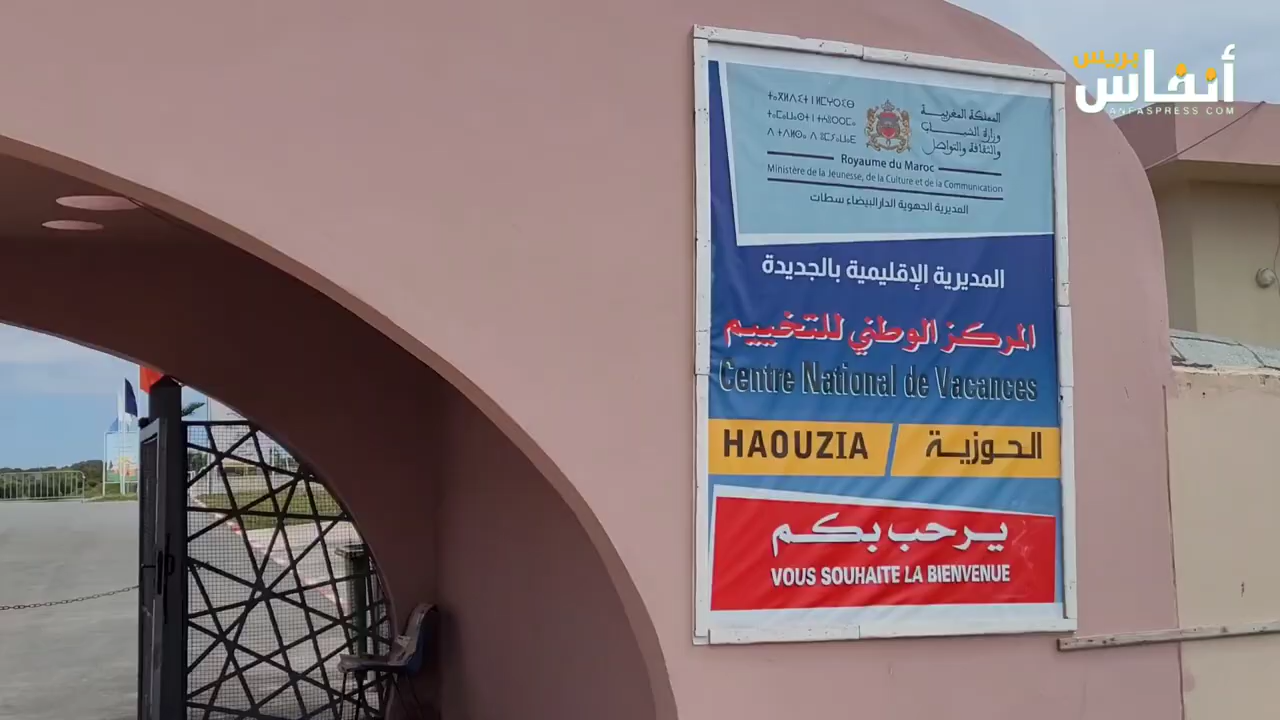 أنفاس بريس
ANFASPRESS.COM
المملكة المغربية
وزارة الشباب
والثقافة والتواصل
Royaume du Maroc
Ministère de la Jeunesse, de la Culture et de la Communication
المديرية الجهوية الدارالبيضاء سطات
المديرية الإقليمية بالجديدة
المركز الوطني للتخييم
Centre National de Vacances
HAOUZIA
الحوزية
يرحب بكم
VOUS SOUHAITE LA BIENVENUE